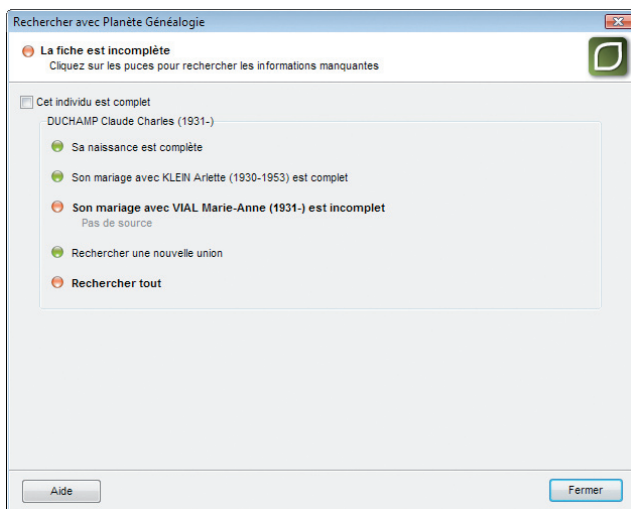 Rechercher avec Planète Généalogie
La fiche est incomplète
Cliquez sur les puces pour rechercher les informations manquantes
Cet individu est complet
DUCHAMP Claude Charles (1931-)
Sa naissance est complète
Son mariage avec KLEIN Arlette (1930-1953) est complet
Son mariage avec VIAL Marie-Anne (1931-) est incomplet
Pas de source
Rechercher une nouvelle union
Rechercher tout
Aide
Fermer